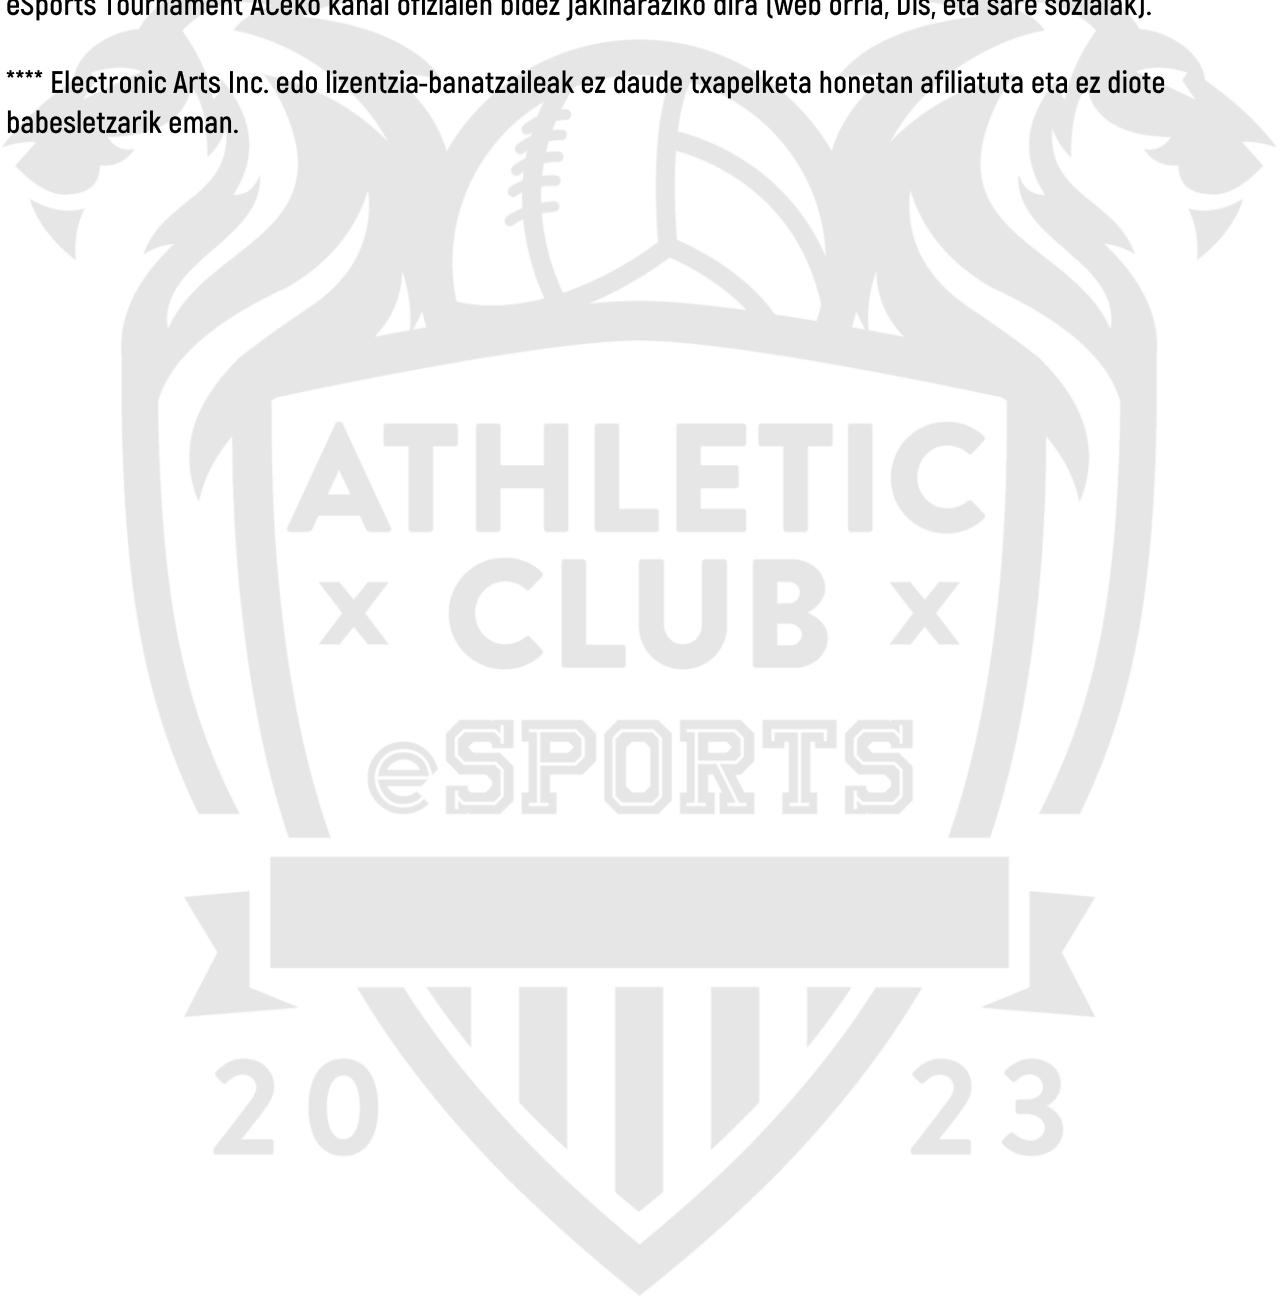 eSports Tournament ACeko kanal ofizialen bidez jakinaraziko dira (web orria, Dis, eta sare sozialak).
**** Electronic Arts Inc. edo lizentzia-banatzaileak ez daude txapelketa honetan afiliatuta eta ez diote
babesletzarik eman.
ATHLETIC
x CLUB x
eSPORTS
20 23